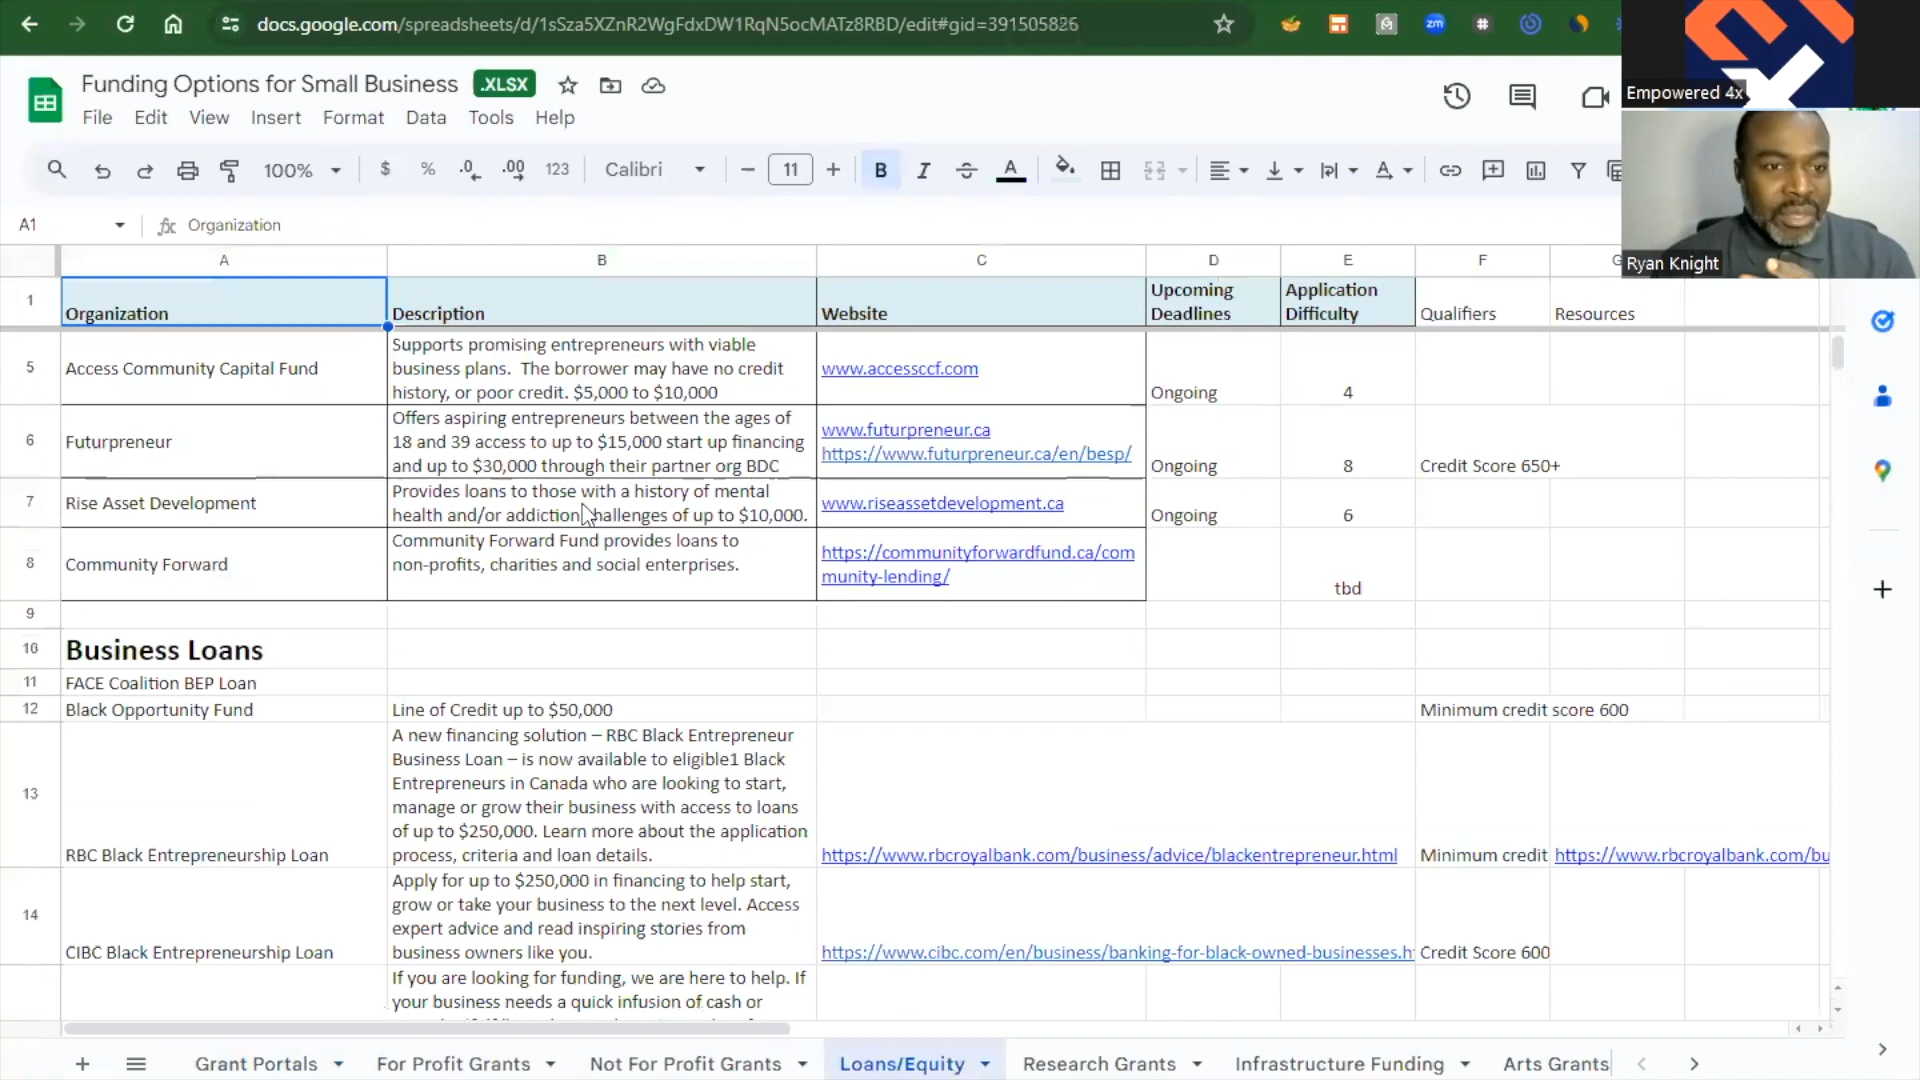 docs.google.com/spreadsheets/d/1sSza5XZnR2WgFdxDW1RqN5ocMATz8RBD/edit#gid=391505826
zm
Funding Options for Small Business .XLSX
File Edit View Insert Format Data Tools Help
100% $ % .0 .00 123 Calibri 11 B I A A
A1 fx Organization
Empowered 4x
Ryan Knight
A B C D E F G
1 Organization Description Website Upcoming Deadlines Application Difficulty Qualifiers Resources
5 Access Community Capital Fund
Supports promising entrepreneurs with viable
business plans. The borrower may have no credit
history, or poor credit. $5,000 to $10,000
www.accessccf.com
Ongoing 4
6 Futurpreneur
Offers aspiring entrepreneurs between the ages of
18 and 39 access to up to $15,000 start up financing
and up to $30,000 through their partner org BDC
www.futurpreneur.ca
https://www.futurpreneur.ca/en/besp/
Ongoing 8 Credit Score 650+
7 Rise Asset Development
Provides loans to those with a history of mental
health and/or addiction challenges of up to $10,000.
www.riseassetdevelopment.ca
Ongoing 6
8 Community Forward
Community Forward Fund provides loans to
non-profits, charities and social enterprises.
https://communityforwardfund.ca/com
munity-lending/
tbd
9
10 Business Loans
11 FACE Coalition BEP Loan
12 Black Opportunity Fund Line of Credit up to $50,000 Minimum credit score 600
13 RBC Black Entrepreneurship Loan
A new financing solution – RBC Black Entrepreneur
Business Loan – is now available to eligible1 Black
Entrepreneurs in Canada who are looking to start,
manage or grow their business with access to loans
of up to $250,000. Learn more about the application
process, criteria and loan details.
https://www.rbcroyalbank.com/business/advice/blackentrepreneur.html
Minimum credit https://www.rbcroyalbank.com/bu
14 CIBC Black Entrepreneurship Loan
Apply for up to $250,000 in financing to help start,
grow or take your business to the next level. Access
expert advice and read inspiring stories from
business owners like you.
https://www.cibc.com/en/business/banking-for-black-owned-businesses.h
Credit Score 600
If you are looking for funding, we are here to help. If
your business needs a quick infusion of cash or
Grant Portals For Profit Grants Not For Profit Grants Loans/Equity Research Grants Infrastructure Funding Arts Grants